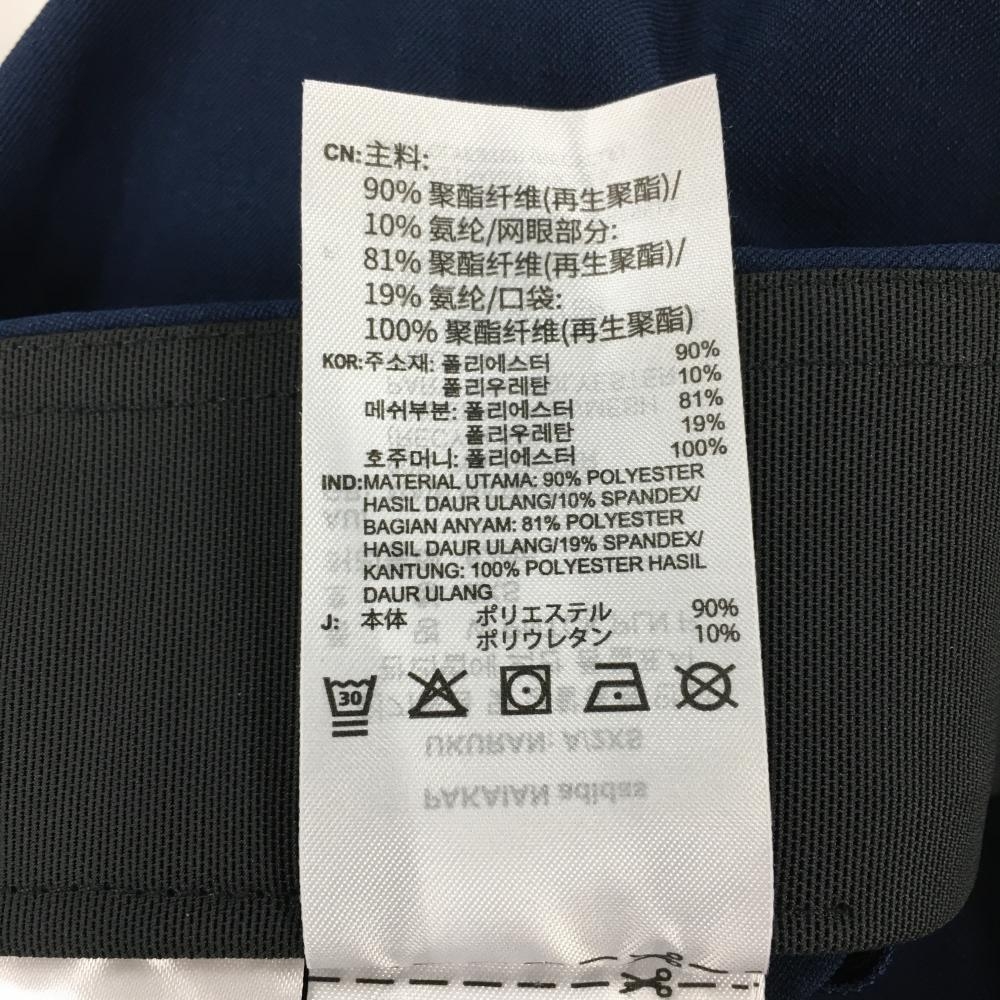 CN:主料:
90% 聚酯纤维(再生聚酯)/
10% 氨纶/网眼部分:
81% 聚酯纤维(再生聚酯)/
19% 氨纶/口袋:
100% 聚酯纤维(再生聚酯)
KOR:주소재: 폴리에스터 90%
폴리우레탄 10%
메쉬부분: 폴리에스터 81%
폴리우레탄 19%
호주머니: 폴리에스터 100%
IND:MATERIAL UTAMA: 90% POLYESTER
HASIL DAUR ULANG/10% SPANDEX/
BAGIAN ANYAM: 81% POLYESTER
HASIL DAUR ULANG/19% SPANDEX/
KANTUNG: 100% POLYESTER HASIL
DAUR ULANG
J: 本体 ポリエステル 90%
ポリウレタン 10%
30
UKURAN: A/2XS
PAKAIAN adidas